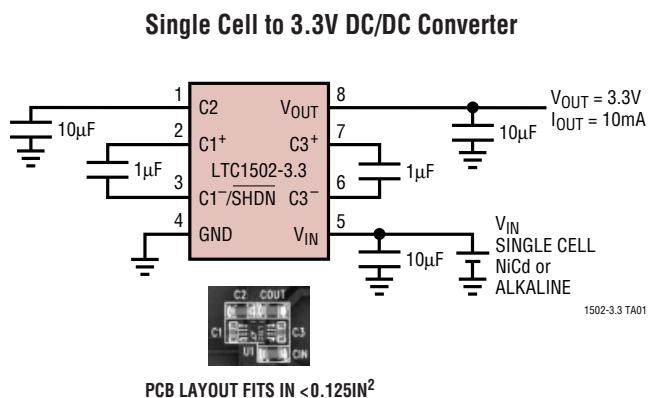 Single Cell to 3.3V DC/DC Converter
1 C2 VOUT 8
VOUT = 3.3V
IOUT = 10mA
10µF
10µF
2 C1+ C3+ 7
LTC1502-3.3
1µF
1µF
3 C1–/SHDN C3– 6
4 GND VIN 5
10µF
VIN
SINGLE CELL
NiCd or
ALKALINE
1502-3.3 TA01
C2 COUT
C1 C3
U1 CIN
PCB LAYOUT FITS IN <0.125IN2